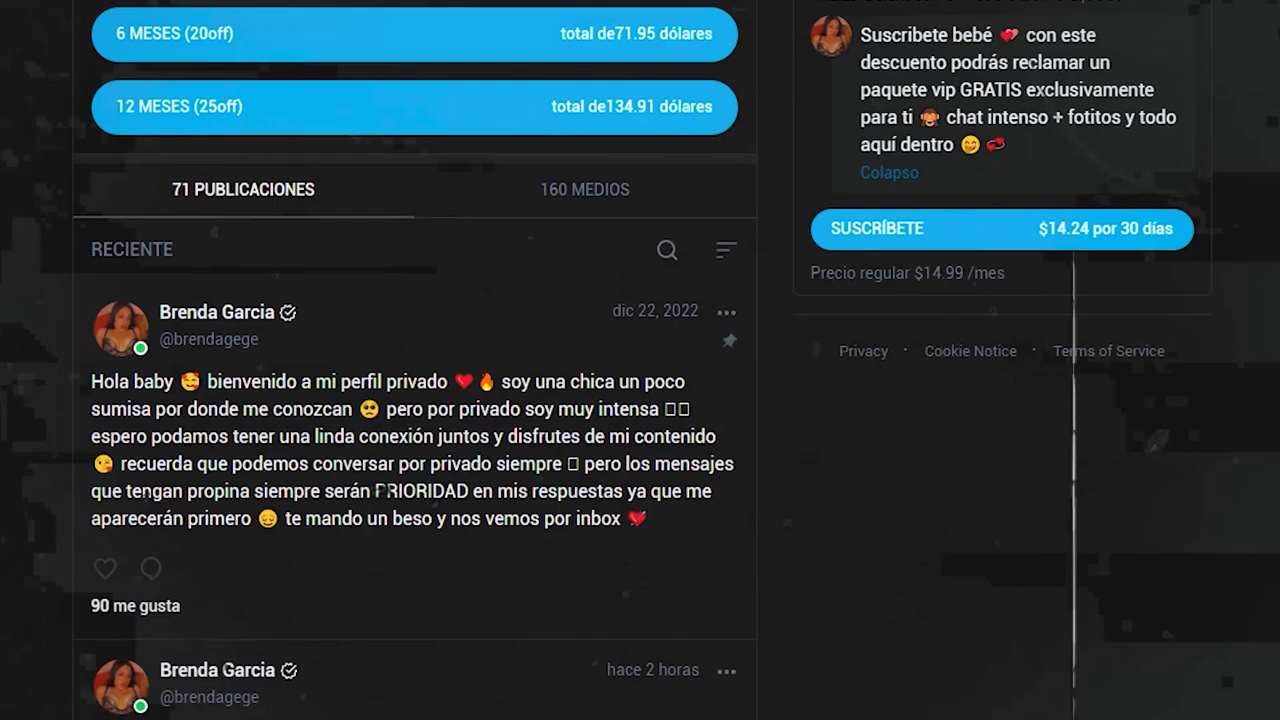 6 MESES (20off) total de71.95 dólares
12 MESES (25off) total de134.91 dólares
71 PUBLICACIONES 160 MEDIOS
RECIENTE
Brenda Garcia dic 22, 2022
@brendagege
Hola baby 🥰 bienvenido a mi perfil privado ❤️🔥 soy una chica un poco
sumisa por donde me conozcan 🥺 pero por privado soy muy intensa
espero podamos tener una linda conexión juntos y disfrutes de mi contenido
😘 recuerda que podemos conversar por privado siempre pero los mensajes
que tengan propina siempre serán PRIORIDAD en mis respuestas ya que me
aparecerán primero 😌 te mando un beso y nos vemos por inbox 💘
90 me gusta
Brenda Garcia hace 2 horas
@brendagege
Suscribete bebé 💕 con este
descuento podrás reclamar un
paquete vip GRATIS exclusivamente
para ti 🙊 chat intenso + fotitos y todo
aquí dentro 🤭
Colapso
SUSCRÍBETE $14.24 por 30 días
Precio regular $14.99 /mes
Privacy · Cookie Notice · Terms of Service